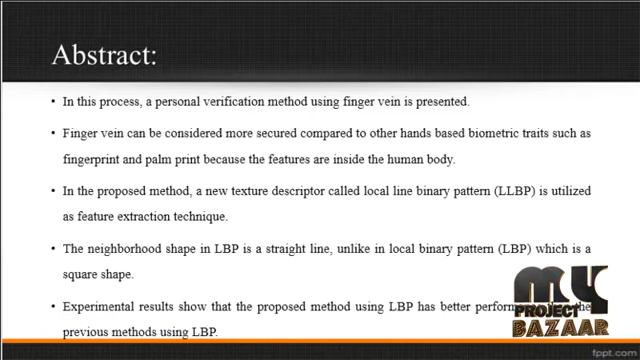 Abstract:
• In this process, a personal verification method using finger vein is presented.
• Finger vein can be considered more secured compared to other hands based biometric traits such as
fingerprint and palm print because the features are inside the human body.
• In the proposed method, a new texture descriptor called local line binary pattern (LLBP) is utilized
as feature extraction technique.
• The neighborhood shape in LBP is a straight line, unlike in local binary pattern (LBP) which is a
square shape.
• Experimental results show that the proposed method using LBP has better the
previous methods using LBP.
MY
PROJECT
BAZAAR
fppt.com